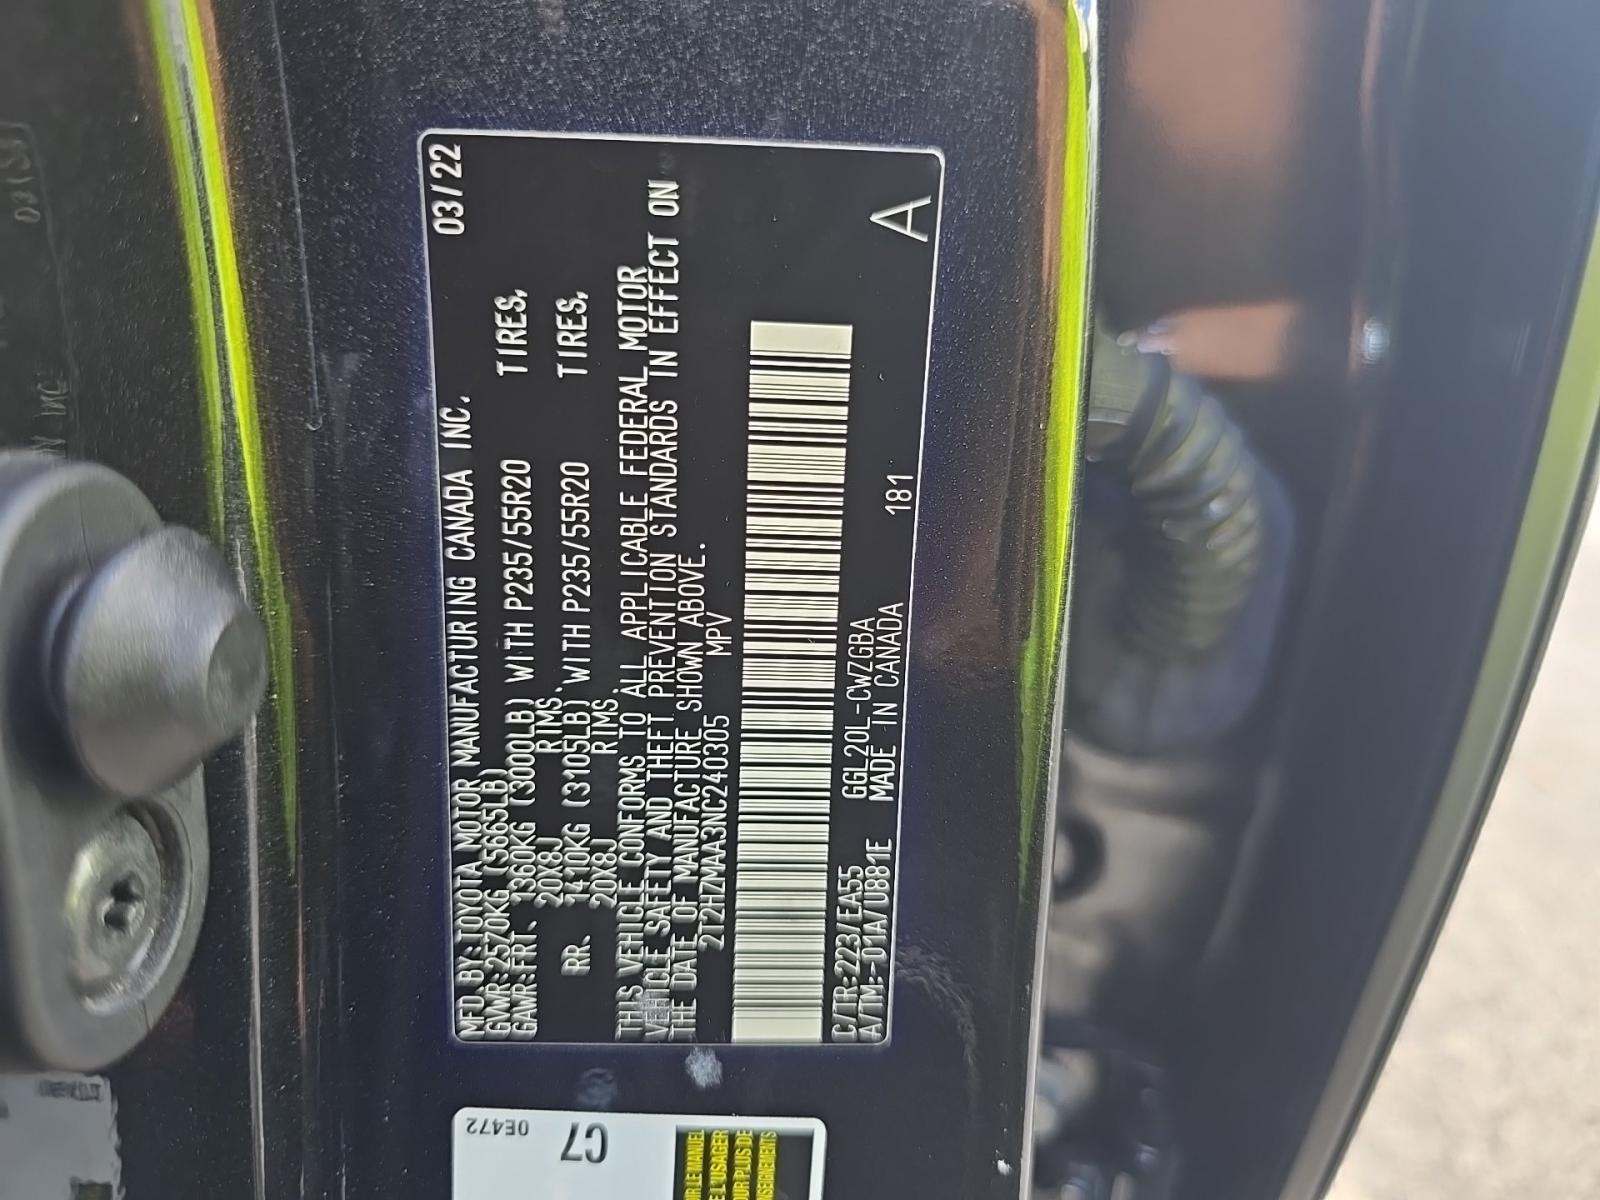 MFD. BY: TOYOTA MOTOR MANUFACTURING CANADA INC. 03/22
GVWR: 2570KG (5665LB)
GAWR: FRT. 1360KG (3000LB) WITH P235/55R20 TIRES,
20X8J RIMS.
RR. 1410KG (3105LB) WITH P235/55R20 TIRES,
20X8J RIMS.
THIS VEHICLE CONFORMS TO ALL APPLICABLE FEDERAL MOTOR
VEHICLE SAFETY AND THEFT PREVENTION STANDARDS IN EFFECT ON
THE DATE OF MANUFACTURE SHOWN ABOVE.
2T2HZMAA3NC240305 MPV
C/TR:223/EA55 GGL20L-CWZGBA
A/TM:-01A/U881E MADE IN CANADA 181 A
0E472
C7
L'USAGER